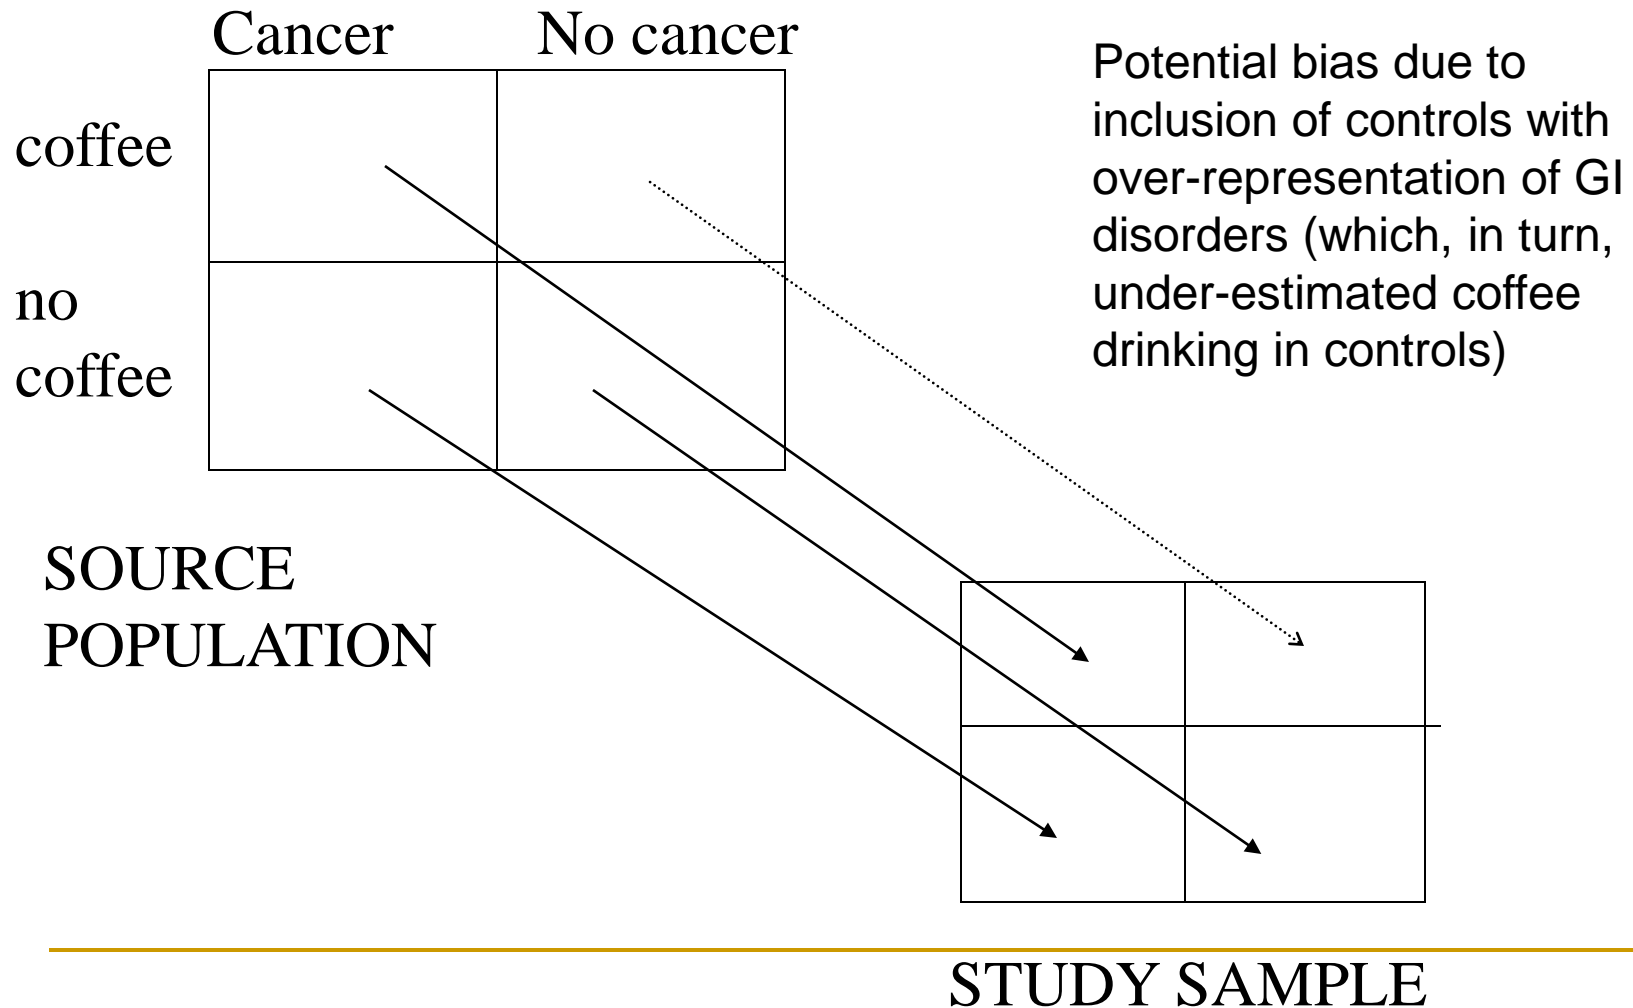 Cancer No cancer
coffee
no
coffee
Potential bias due to
inclusion of controls with
over-representation of GI
disorders (which, in turn,
under-estimated coffee
drinking in controls)
SOURCE
POPULATION
STUDY SAMPLE